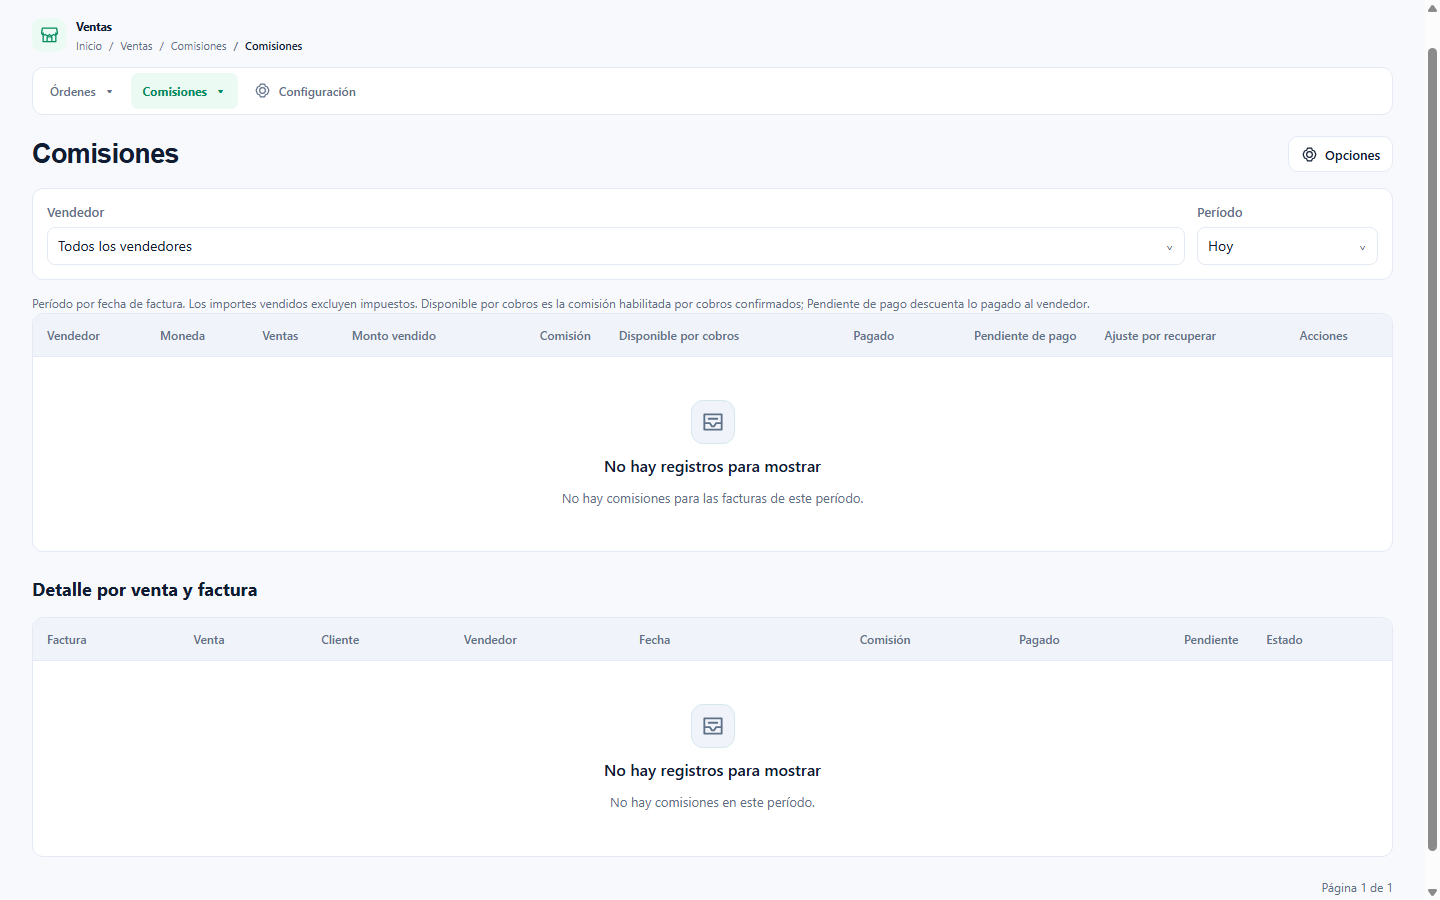 Ventas
Inicio / Ventas / Comisiones / Comisiones
Órdenes Comisiones Configuración
Comisiones
Opciones
Vendedor Período
Todos los vendedores Hoy
Período por fecha de factura. Los importes vendidos excluyen impuestos. Disponible por cobros es la comisión habilitada por cobros confirmados; Pendiente de pago descuenta lo pagado al vendedor.
Vendedor Moneda Ventas Monto vendido Comisión Disponible por cobros Pagado Pendiente de pago Ajuste por recuperar Acciones
No hay registros para mostrar
No hay comisiones para las facturas de este período.
Detalle por venta y factura
Factura Venta Cliente Vendedor Fecha Comisión Pagado Pendiente Estado
No hay registros para mostrar
No hay comisiones en este período.
Página 1 de 1